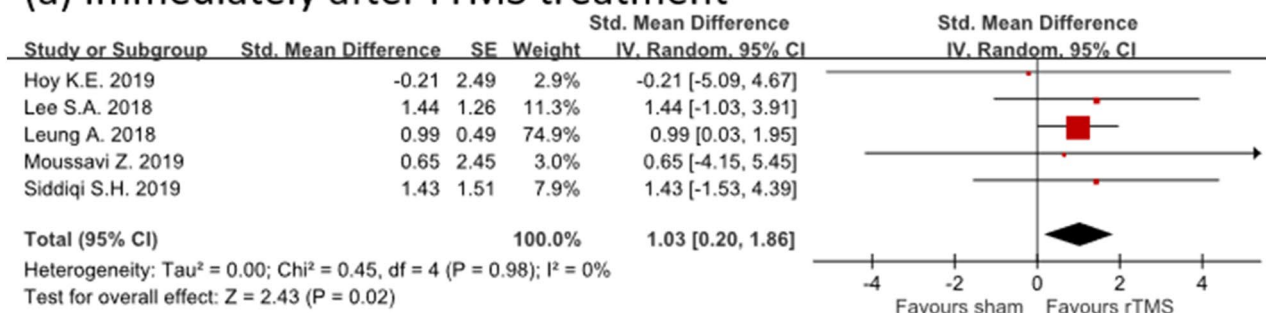 (a) Immediately after rTMS treatment
Std. Mean Difference Std. Mean Difference
Study or Subgroup Std. Mean Difference SE Weight IV, Random, 95% CI IV, Random, 95% CI
Hoy K.E. 2019 -0.21 2.49 2.9% -0.21 [-5.09, 4.67]
Lee S.A. 2018 1.44 1.26 11.3% 1.44 [-1.03, 3.91]
Leung A. 2018 0.99 0.49 74.9% 0.99 [0.03, 1.95]
Moussavi Z. 2019 0.65 2.45 3.0% 0.65 [-4.15, 5.45]
Siddiqi S.H. 2019 1.43 1.51 7.9% 1.43 [-1.53, 4.39]
Total (95% CI) 100.0% 1.03 [0.20, 1.86]
Heterogeneity: Tau² = 0.00; Chi² = 0.45, df = 4 (P = 0.98); I² = 0%
Test for overall effect: Z = 2.43 (P = 0.02)
-4 -2 0 2 4
Favours sham Favours rTMS